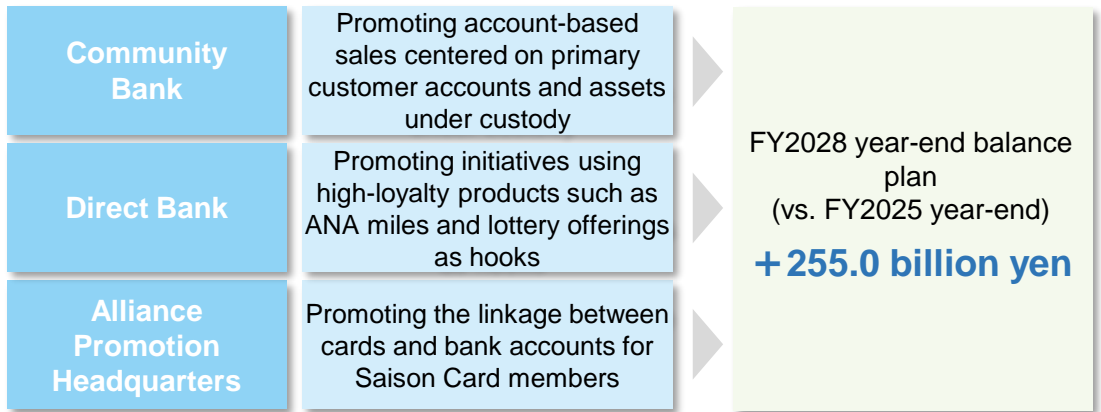 Community
Bank
Promoting account-based
sales centered on primary
customer accounts and assets
under custody
Direct Bank
Promoting initiatives using
high-loyalty products such as
ANA miles and lottery offerings
as hooks
Alliance
Promotion
Headquarters
Promoting the linkage between
cards and bank accounts for
Saison Card members
FY2028 year-end balance
plan
(vs. FY2025 year-end)
+255.0 billion yen